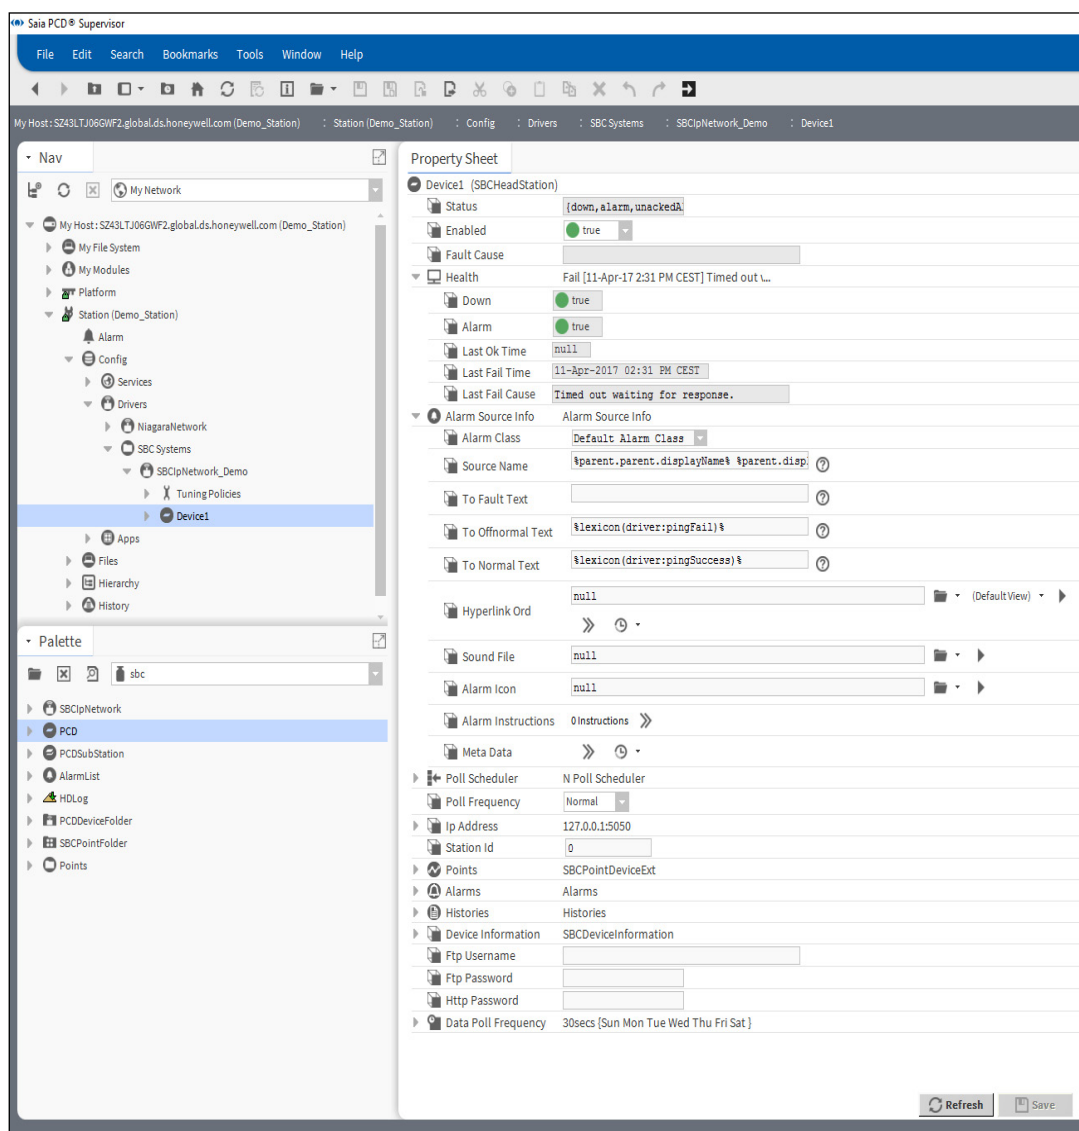 Saia PCD® Supervisor
File Edit Search Bookmarks Tools Window Help
My Host : SZ43LTJ06GWF2.global.ds.honeywell.com (Demo_Station) : Station (Demo_Station) : Config : Drivers : SBC Systems : SBCIpNetwork_Demo : Device1
Nav
My Network
My Host : SZ43LTJ06GWF2.global.ds.honeywell.com (Demo_Station)
My File System
My Modules
Platform
Station (Demo_Station)
Alarm
Config
Services
Drivers
NiagaraNetwork
SBC Systems
SBCIpNetwork_Demo
Tuning Policies
Device1
Apps
Files
Hierarchy
History
Palette
sbc
SBCIpNetwork
PCD
PCDSubStation
AlarmList
HDLog
PCDDeviceFolder
SBCPointFolder
Points
Property Sheet
Device1 (SBCHeadStation)
Status {down,alarm,unackedA
Enabled true
Fault Cause
Health Fail [11-Apr-17 2:31 PM CEST] Timed out w...
Down true
Alarm true
Last Ok Time null
Last Fail Time 11-Apr-2017 02:31 PM CEST
Last Fail Cause Timed out waiting for response.
Alarm Source Info Alarm Source Info
Alarm Class Default Alarm Class
Source Name %parent.parent.displayName% %parent.disp
To Fault Text
To Offnormal Text %lexicon(driver:pingFail)%
To Normal Text %lexicon(driver:pingSuccess)%
Hyperlink Ord null (Default View)
Sound File null
Alarm Icon null
Alarm Instructions 0 Instructions
Meta Data
Poll Scheduler N Poll Scheduler
Poll Frequency Normal
Ip Address 127.0.0.1:5050
Station Id 0
Points SBCPointDeviceExt
Alarms Alarms
Histories Histories
Device Information SBCDeviceInformation
Ftp Username
Ftp Password
Http Password
Data Poll Frequency 30secs {Sun Mon Tue Wed Thu Fri Sat }
Refresh Save